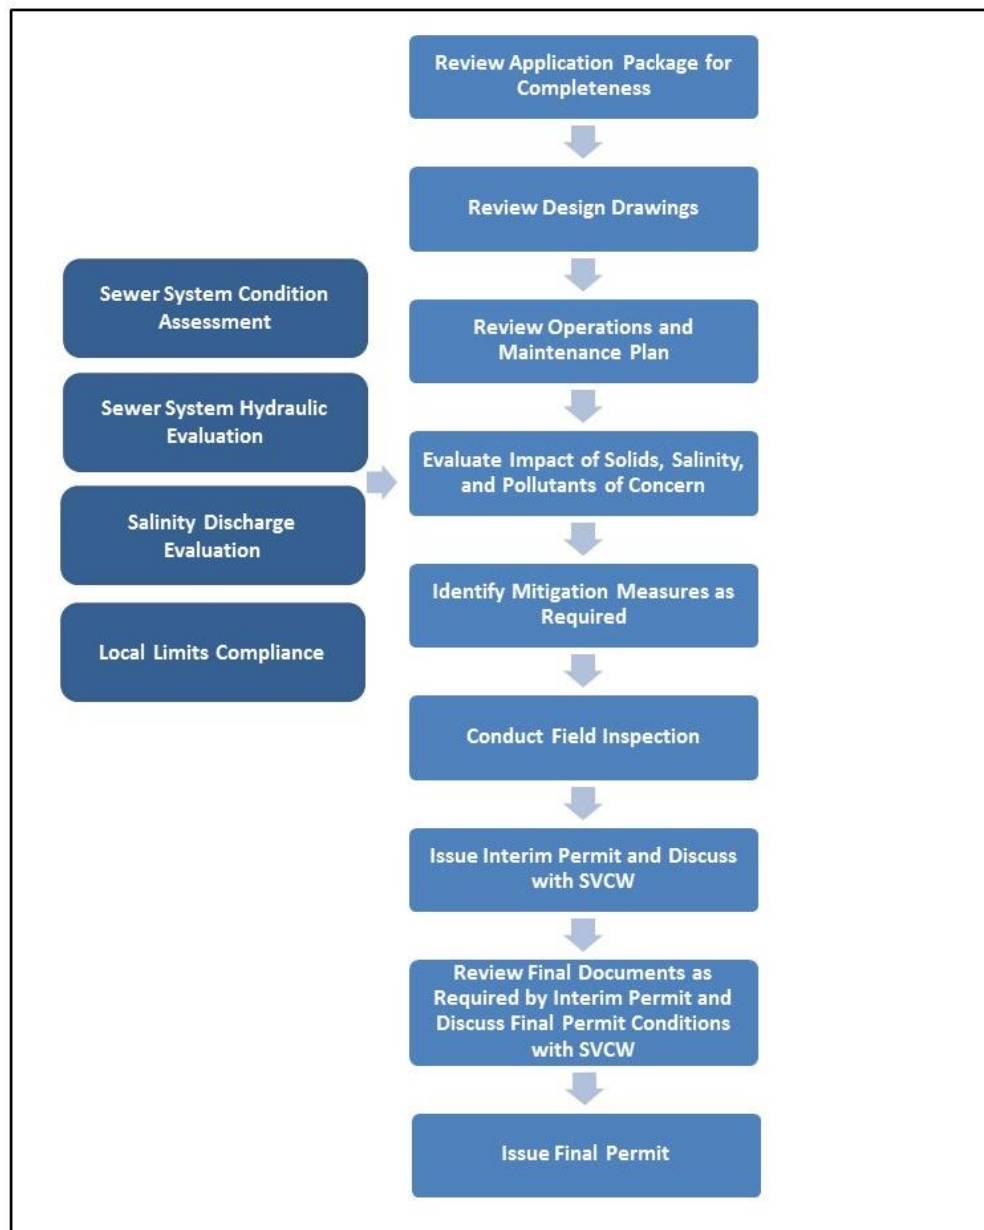 Review Application Package for
Completeness
Review Design Drawings
Review Operations and
Maintenance Plan
Sewer System Condition
Assessment
Sewer System Hydraulic
Evaluation
Salinity Discharge
Evaluation
Local Limits Compliance
Evaluate Impact of Solids, Salinity,
and Pollutants of Concern
Identify Mitigation Measures as
Required
Conduct Field Inspection
Issue Interim Permit and Discuss
with SVCW
Review Final Documents as
Required by Interim Permit and
Discuss Final Permit Conditions
with SVCW
Issue Final Permit